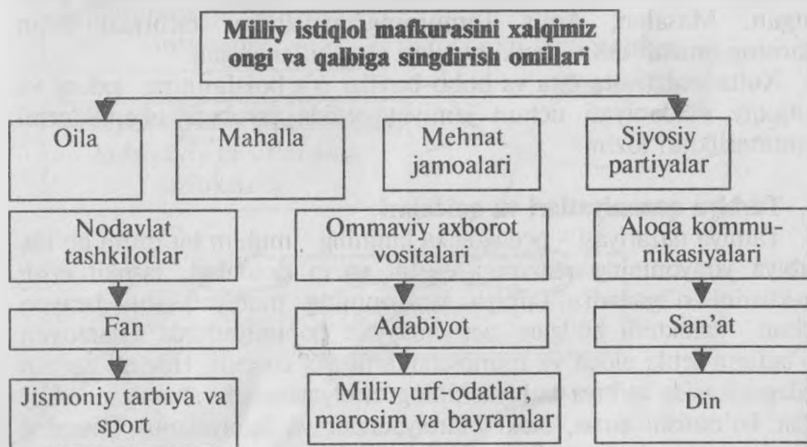 Milliy istiqlol mafkurasini xalqimiz
ongi va qalbiga singdirish omillari
Oila
Mahalla
Mehnat
jamoalari
Siyosiy
partiyalar
Nodavlat
tashkilotlar
Ommaviy axborot
vositalari
Aloqa kommu-
nikasiyalari
Fan
Adabiyot
San'at
Jismoniy tarbiya va
sport
Milliy urf-odatlar,
marosim va bayramlar
Din